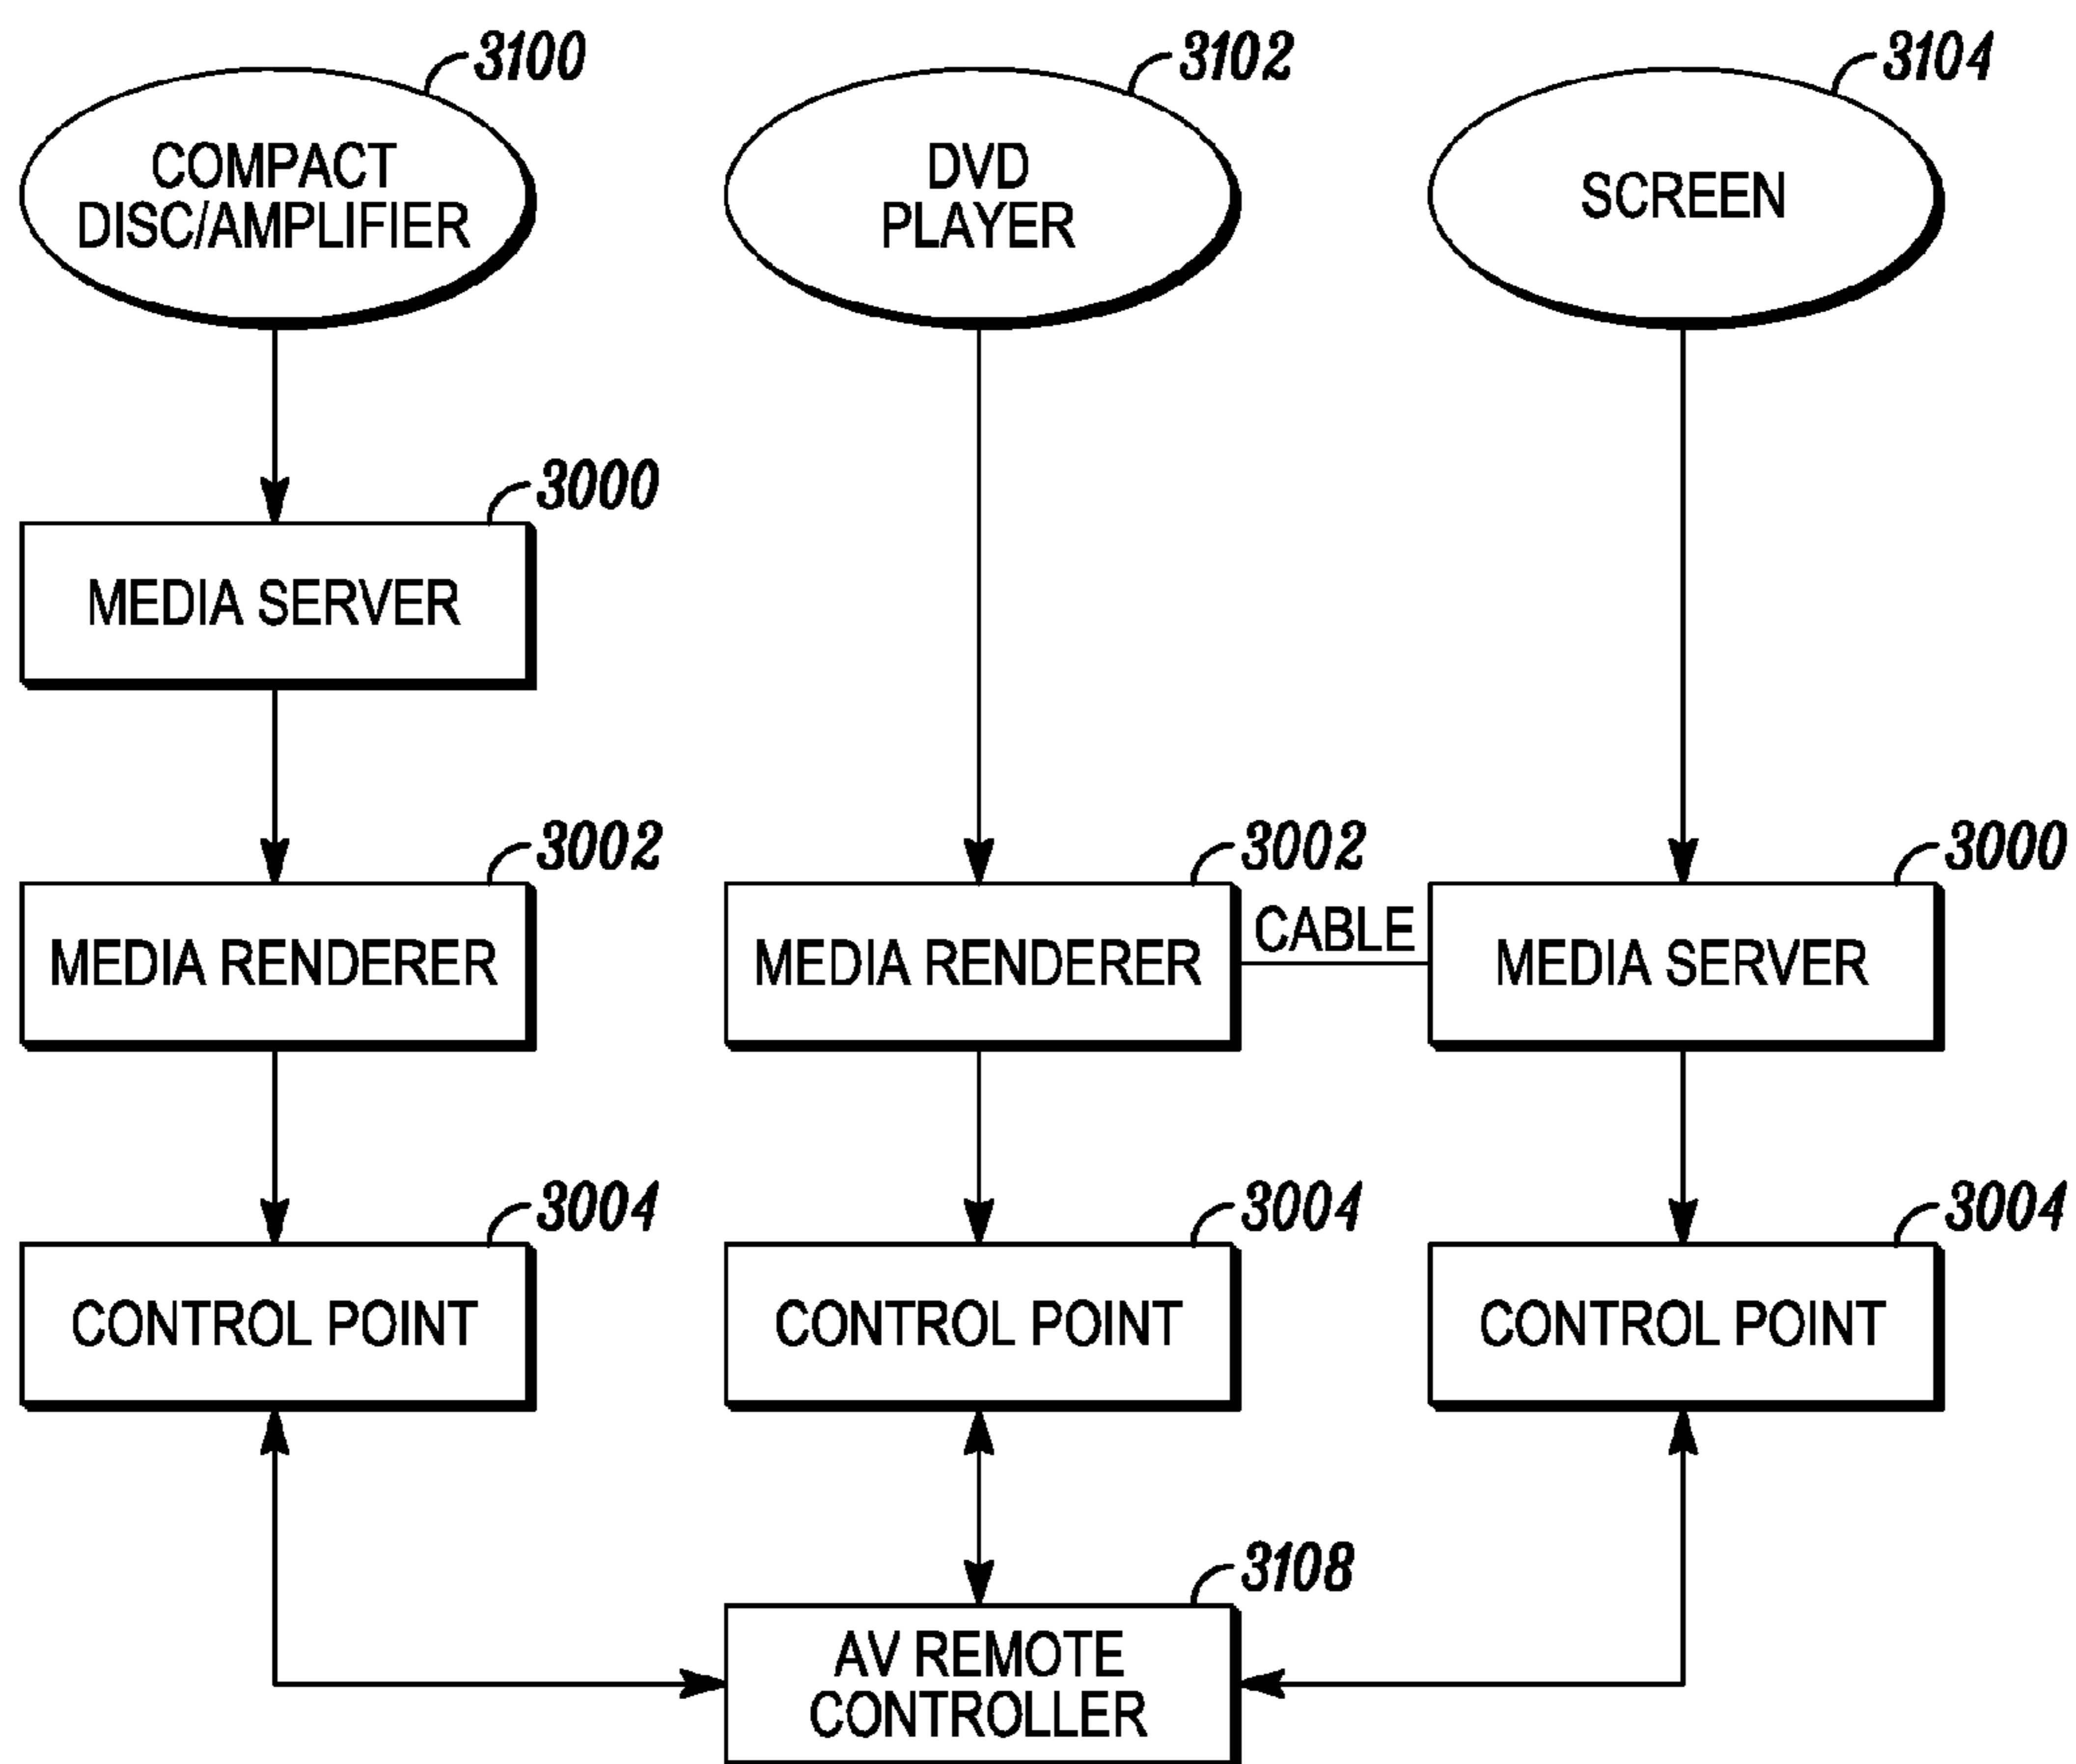 3100
3102
3104
COMPACT
DISC/AMPLIFIER
DVD
PLAYER
SCREEN
3000
MEDIA SERVER
3002
3002
3000
MEDIA RENDERER
MEDIA RENDERER
CABLE
MEDIA SERVER
3004
3004
3004
CONTROL POINT
CONTROL POINT
CONTROL POINT
3108
AV REMOTE
CONTROLLER